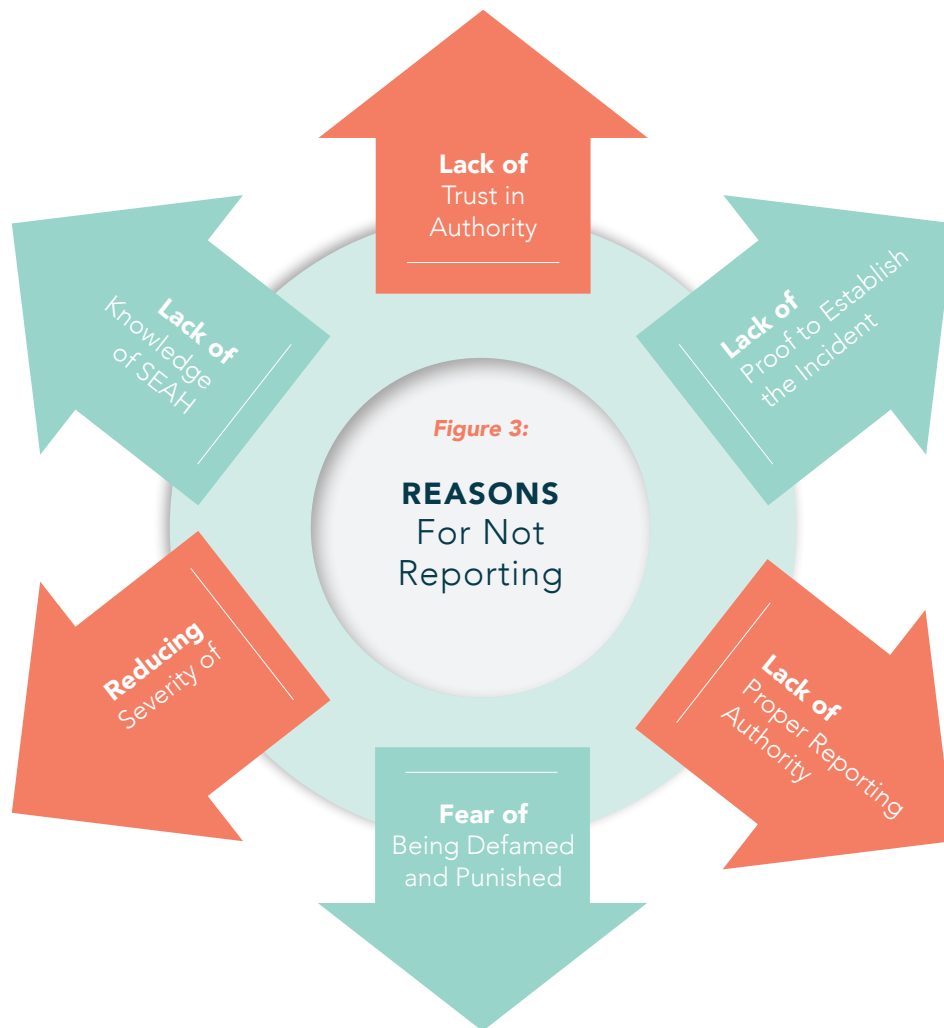 Figure 3:
REASONS
For Not
Reporting
Lack of
Trust in
Authority
Lack of
Proof to Establish
the Incident
Lack of
Proper Reporting
Authority
Fear of
Being Defamed
and Punished
Reducing
Severity of
Lack of
Knowledge
of SEAH